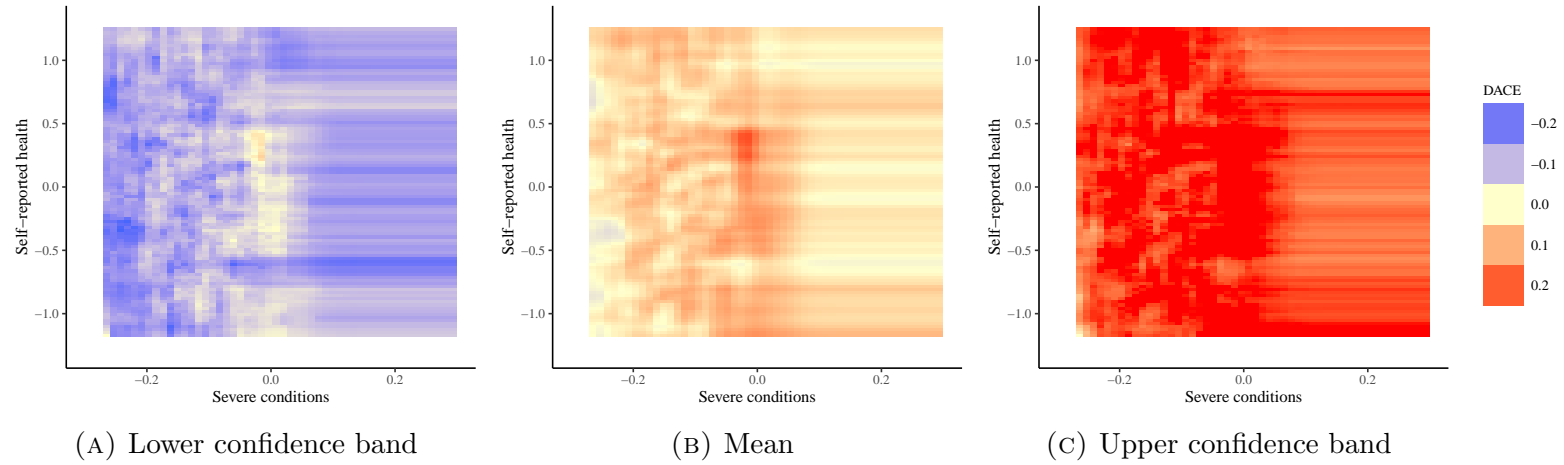 1.0
0.5
0.0
−0.5
−1.0
Self−reported health
−0.2
0.0
0.2
Severe conditions
(A) Lower confidence band
1.0
0.5
0.0
−0.5
−1.0
Self−reported health
−0.2
0.0
0.2
Severe conditions
(B) Mean
1.0
0.5
0.0
−0.5
−1.0
Self−reported health
−0.2
0.0
0.2
Severe conditions
(C) Upper confidence band
DACE
−0.2
−0.1
0.0
0.1
0.2